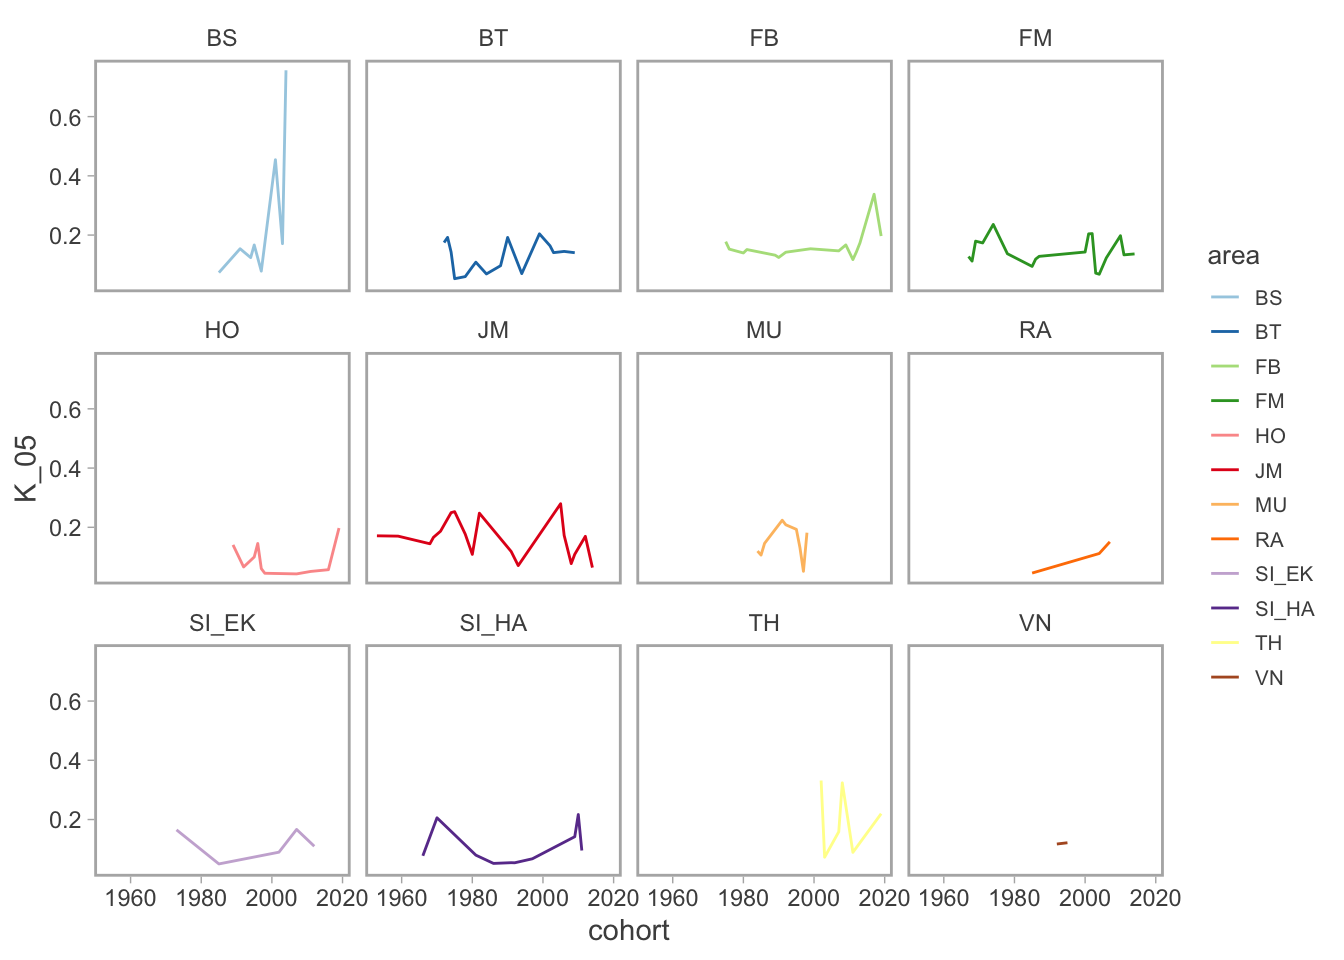 BS BT FB FM
0.6
0.4
0.2
HO JM MU RA
K_05
0.6
0.4
0.2
SI_EK SI_HA TH VN
0.6
0.4
0.2
1960 1980 2000 2020 1960 1980 2000 2020 1960 1980 2000 2020 1960 1980 2000 2020
cohort
area
BS
BT
FB
FM
HO
JM
MU
RA
SI_EK
SI_HA
TH
VN